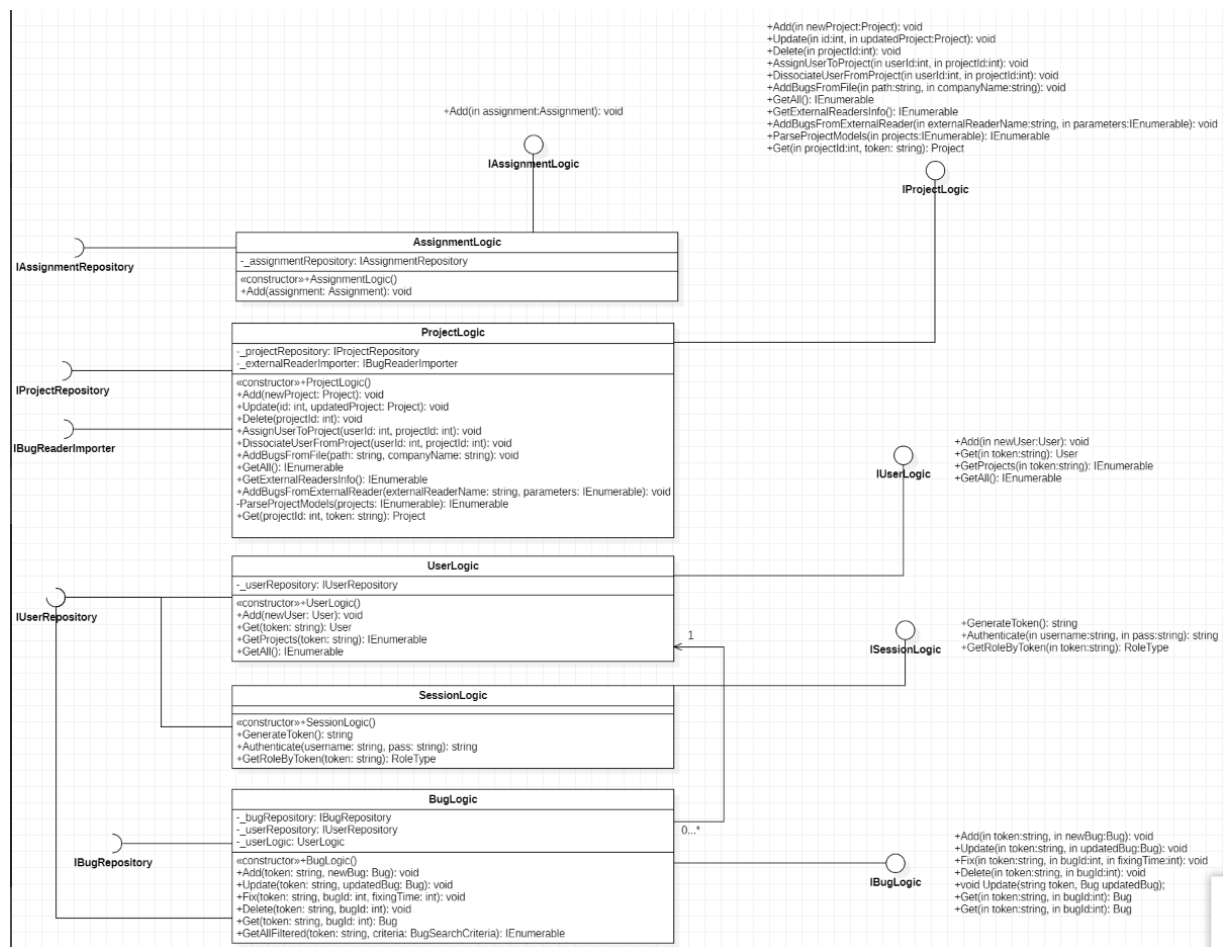 +Add(in newProject:Project): void
+Update(in id:int, in updatedProject:Project): void
+Delete(in projectId:int): void
+AssignUserToProject(in userId:int, in projectId:int): void
+DissociateUserFromProject(in userId:int, in projectId:int): void
+AddBugsFromFile(in path:string, in companyName:string): void
+GetAll(): IEnumerable
+GetExternalReadersInfo(): IEnumerable
+AddBugsFromExternalReader(in externalReaderName:string, in parameters:IEnumerable): void
+ParseProjectModels(in projects:IEnumerable): IEnumerable
+Get(in projectId:int, token: string): Project
IProjectLogic
+Add(in assignment:Assignment): void
IAssignmentLogic
IAssignmentRepository
AssignmentLogic
-_assignmentRepository: IAssignmentRepository
«constructor»+AssignmentLogic()
+Add(assignment: Assignment): void
IProjectRepository
IBugReaderImporter
ProjectLogic
-_projectRepository: IProjectRepository
-_externalReaderImporter: IBugReaderImporter
«constructor»+ProjectLogic()
+Add(newProject: Project): void
+Update(id: int, updatedProject: Project): void
+Delete(projectId: int): void
+AssignUserToProject(userId: int, projectId: int): void
+DissociateUserFromProject(userId: int, projectId: int): void
+AddBugsFromFile(path: string, companyName: string): void
+GetAll(): IEnumerable
+GetExternalReadersInfo(): IEnumerable
+AddBugsFromExternalReader(externalReaderName: string, parameters: IEnumerable): void
-ParseProjectModels(projects: IEnumerable): IEnumerable
+Get(projectId: int, token: string): Project
IUserLogic
+Add(in newUser:User): void
+Get(in token:string): User
+GetProjects(in token:string): IEnumerable
+GetAll(): IEnumerable
IUserRepository
UserLogic
-_userRepository: IUserRepository
«constructor»+UserLogic()
+Add(newUser: User): void
+Get(token: string): User
+GetProjects(token: string): IEnumerable
+GetAll(): IEnumerable
1
ISessionLogic
+GenerateToken(): string
+Authenticate(in username:string, in pass:string): string
+GetRoleByToken(in token:string): RoleType
SessionLogic
«constructor»+SessionLogic()
+GenerateToken(): string
+Authenticate(username: string, pass: string): string
+GetRoleByToken(token: string): RoleType
0...*
IBugRepository
BugLogic
-_bugRepository: IBugRepository
-_userRepository: IUserRepository
-_userLogic: UserLogic
«constructor»+BugLogic()
+Add(token: string, newBug: Bug): void
+Update(token: string, updatedBug: Bug): void
+Fix(token: string, bugId: int, fixingTime: int): void
+Delete(token: string, bugId: int): void
+Get(token: string, bugId: int): Bug
+GetAllFiltered(token: string, criteria: BugSearchCriteria): IEnumerable
IBugLogic
+Add(in token:string, in newBug:Bug): void
+Update(in token:string, in updatedBug:Bug): void
+Fix(in token:string, in bugId:int, in fixingTime:int): void
+Delete(in token:string, in bugId:int): void
+void Update(string token, Bug updatedBug);
+Get(in token:string, in bugId:int): Bug
+Get(in token:string, in bugId:int): Bug